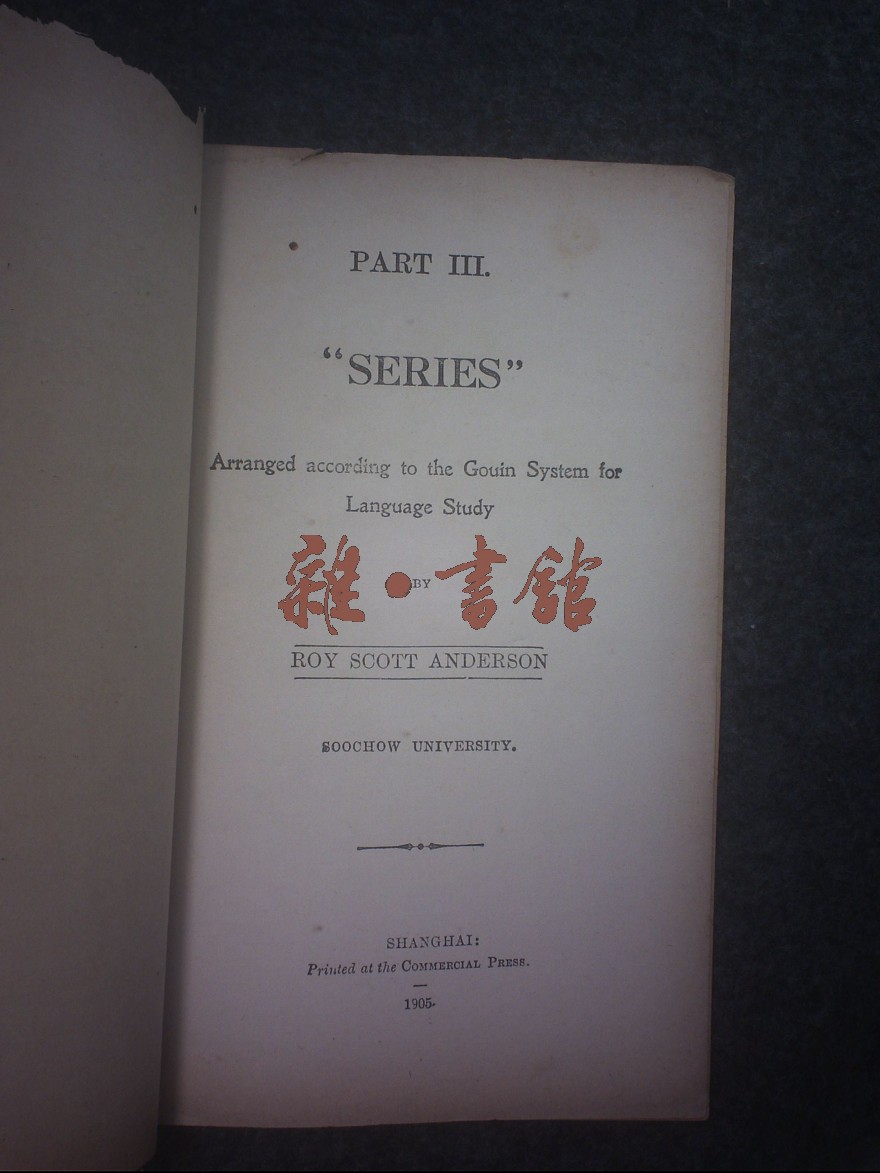 PART III.
“SERIES”
Arranged according to the Gouin System for
Language Study
BY
雜·書館
ROY SCOTT ANDERSON
SOOCHOW UNIVERSITY.
SHANGHAI:
Printed at the COMMERCIAL PRESS.
1905.